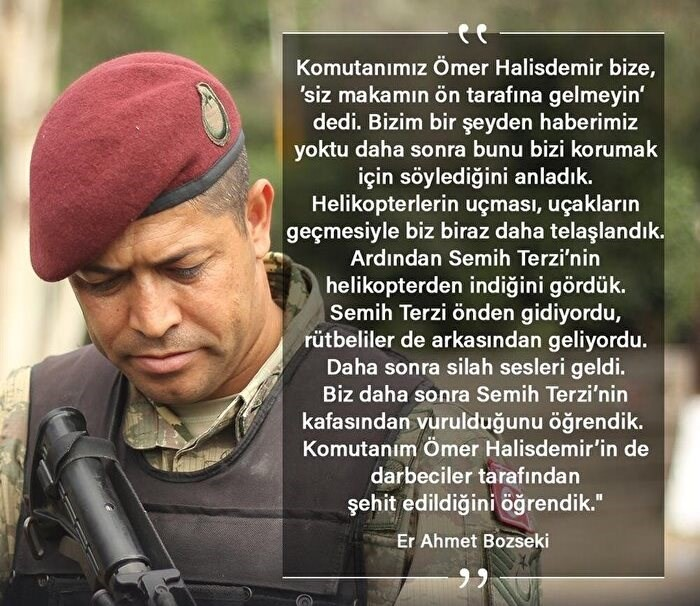 “
Komutanımız Ömer Halisdemir bize,
’siz makamın ön tarafına gelmeyin’
dedi. Bizim bir şeyden haberimiz
yoktu daha sonra bunu bizi korumak
için söylediğini anladık.
Helikopterlerin uçması, uçakların
geçmesiyle biz biraz daha telaşlandık.
Ardından Semih Terzi’nin
helikopterden indiğini gördük.
Semih Terzi önden gidiyordu,
rütbeliler de arkasından geliyordu.
Daha sonra silah sesleri geldi.
Biz daha sonra Semih Terzi’nin
kafasından vurulduğunu öğrendik.
Komutanım Ömer Halisdemir’in de
darbeciler tarafından
şehit edildiğini öğrendik."
Er Ahmet Bozseki
”